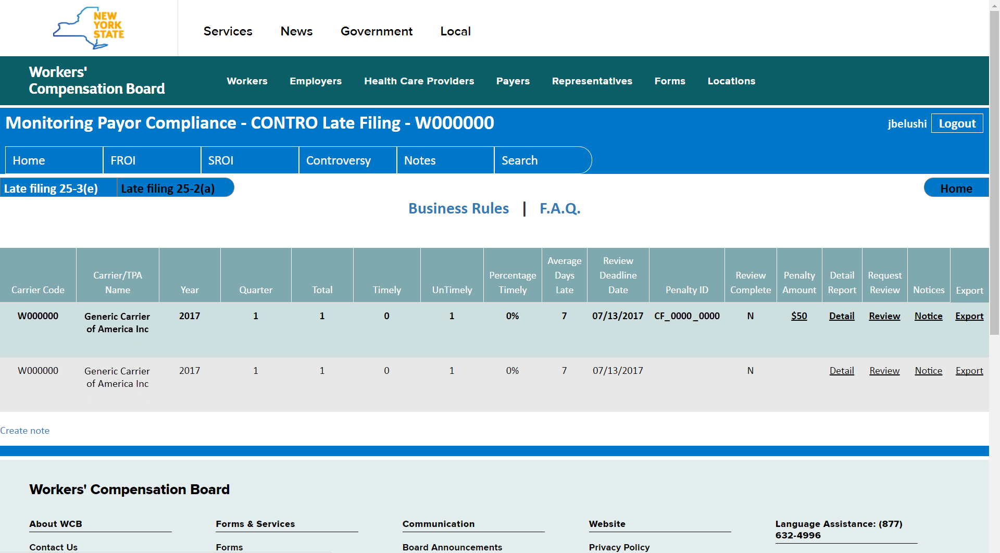 NEW
YORK
STATE
Services News Government Local
Workers'
Compensation Board
Workers Employers Health Care Providers Payers Representatives Forms Locations
Monitoring Payor Compliance - CONTRO Late Filing - W000000
jbelushi Logout
Home FROI SROI Controversy Notes Search
Late filing 25-3(e) Late filing 25-2(a) Home
Business Rules | F.A.Q.
Carrier Code Carrier/TPA Name Year Quarter Total Timely UnTimely Percentage Timely Average Days Late Review Deadline Date Penalty ID Review Complete Penalty Amount Detail Report Request Review Notices Export
W000000 Generic Carrier 2017 1 1 0 1 0% 7 07/13/2017 CF_0000_0000 N $50 Detail Review Notice Export
of America Inc
W000000 Generic Carrier 2017 1 1 0 1 0% 7 07/13/2017 N Detail Review Notice Export
of America Inc
Create note
Workers' Compensation Board
About WCB Forms & Services Communication Website Language Assistance: (877)
632-4996
Contact Us Forms Board Announcements Privacy Policy